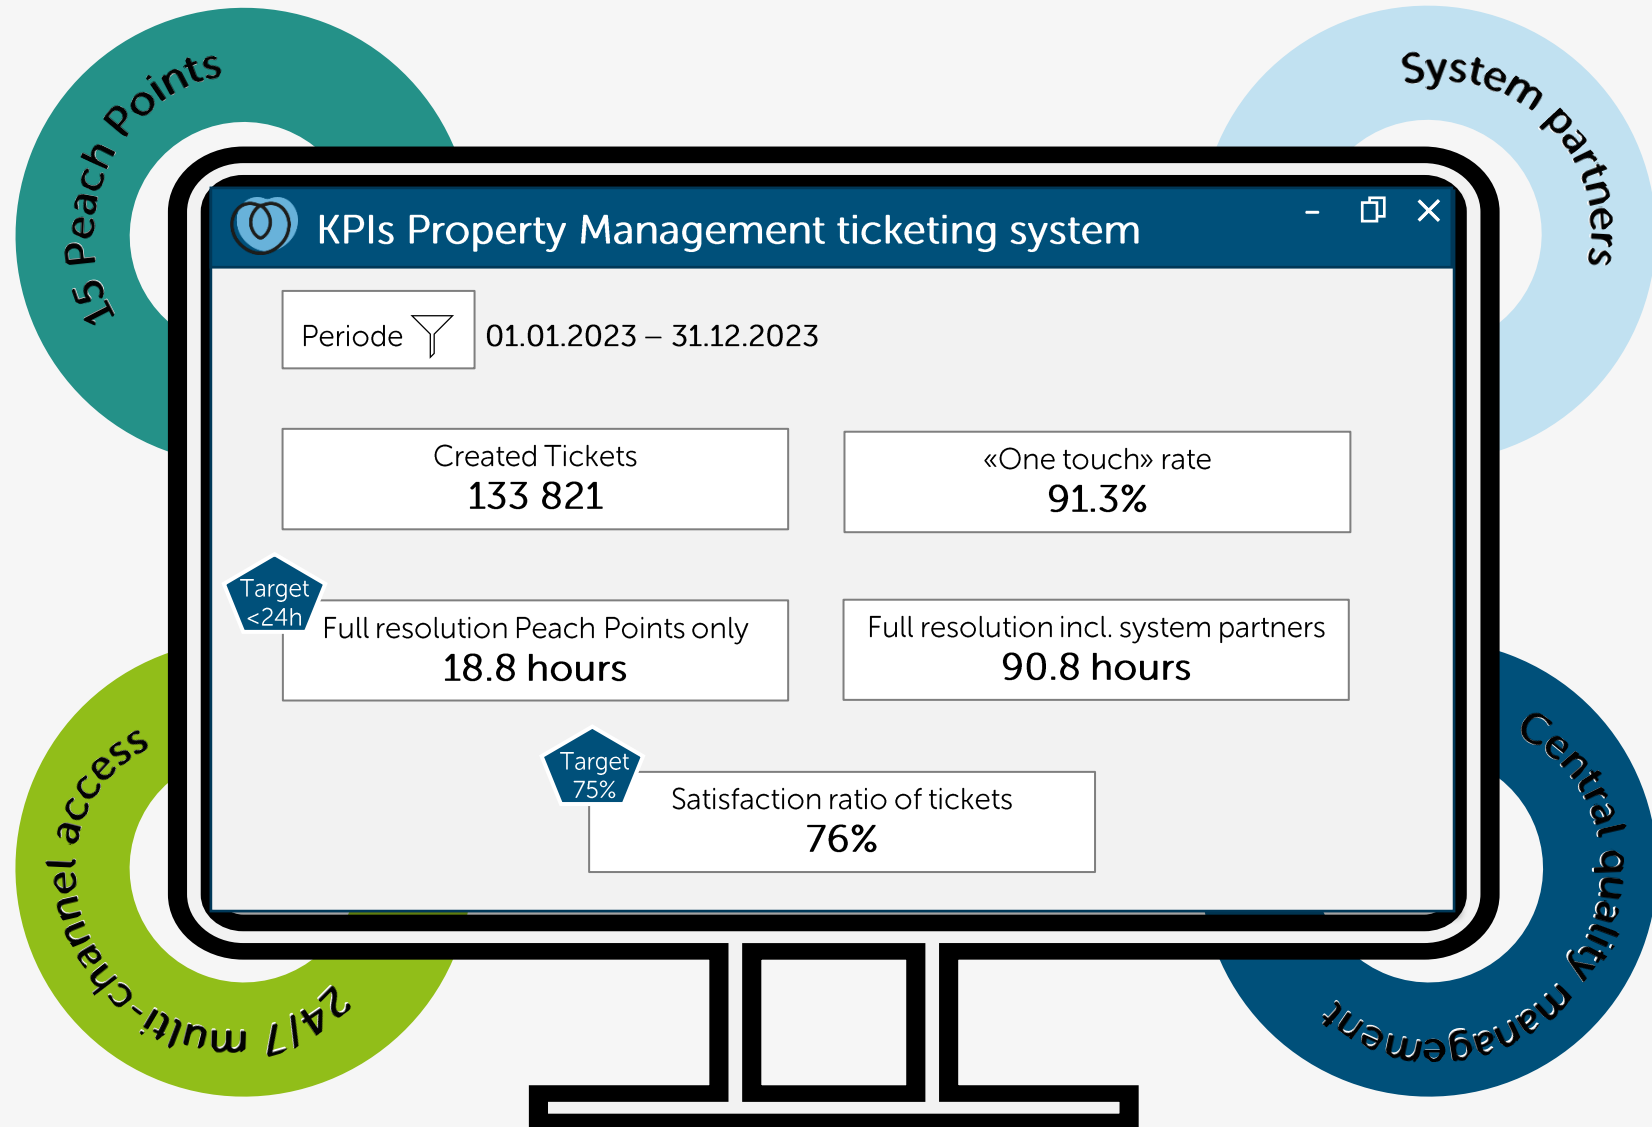 15 Peach Points
System partners
KPIs Property Management ticketing system
Periode
01.01.2023 – 31.12.2023
Created Tickets
133 821
«One touch» rate
91.3%
Target
<24h
Full resolution Peach Points only
18.8 hours
Full resolution incl. system partners
90.8 hours
Target
75%
Satisfaction ratio of tickets
76%
24/7 multi-channel access
Central quality management